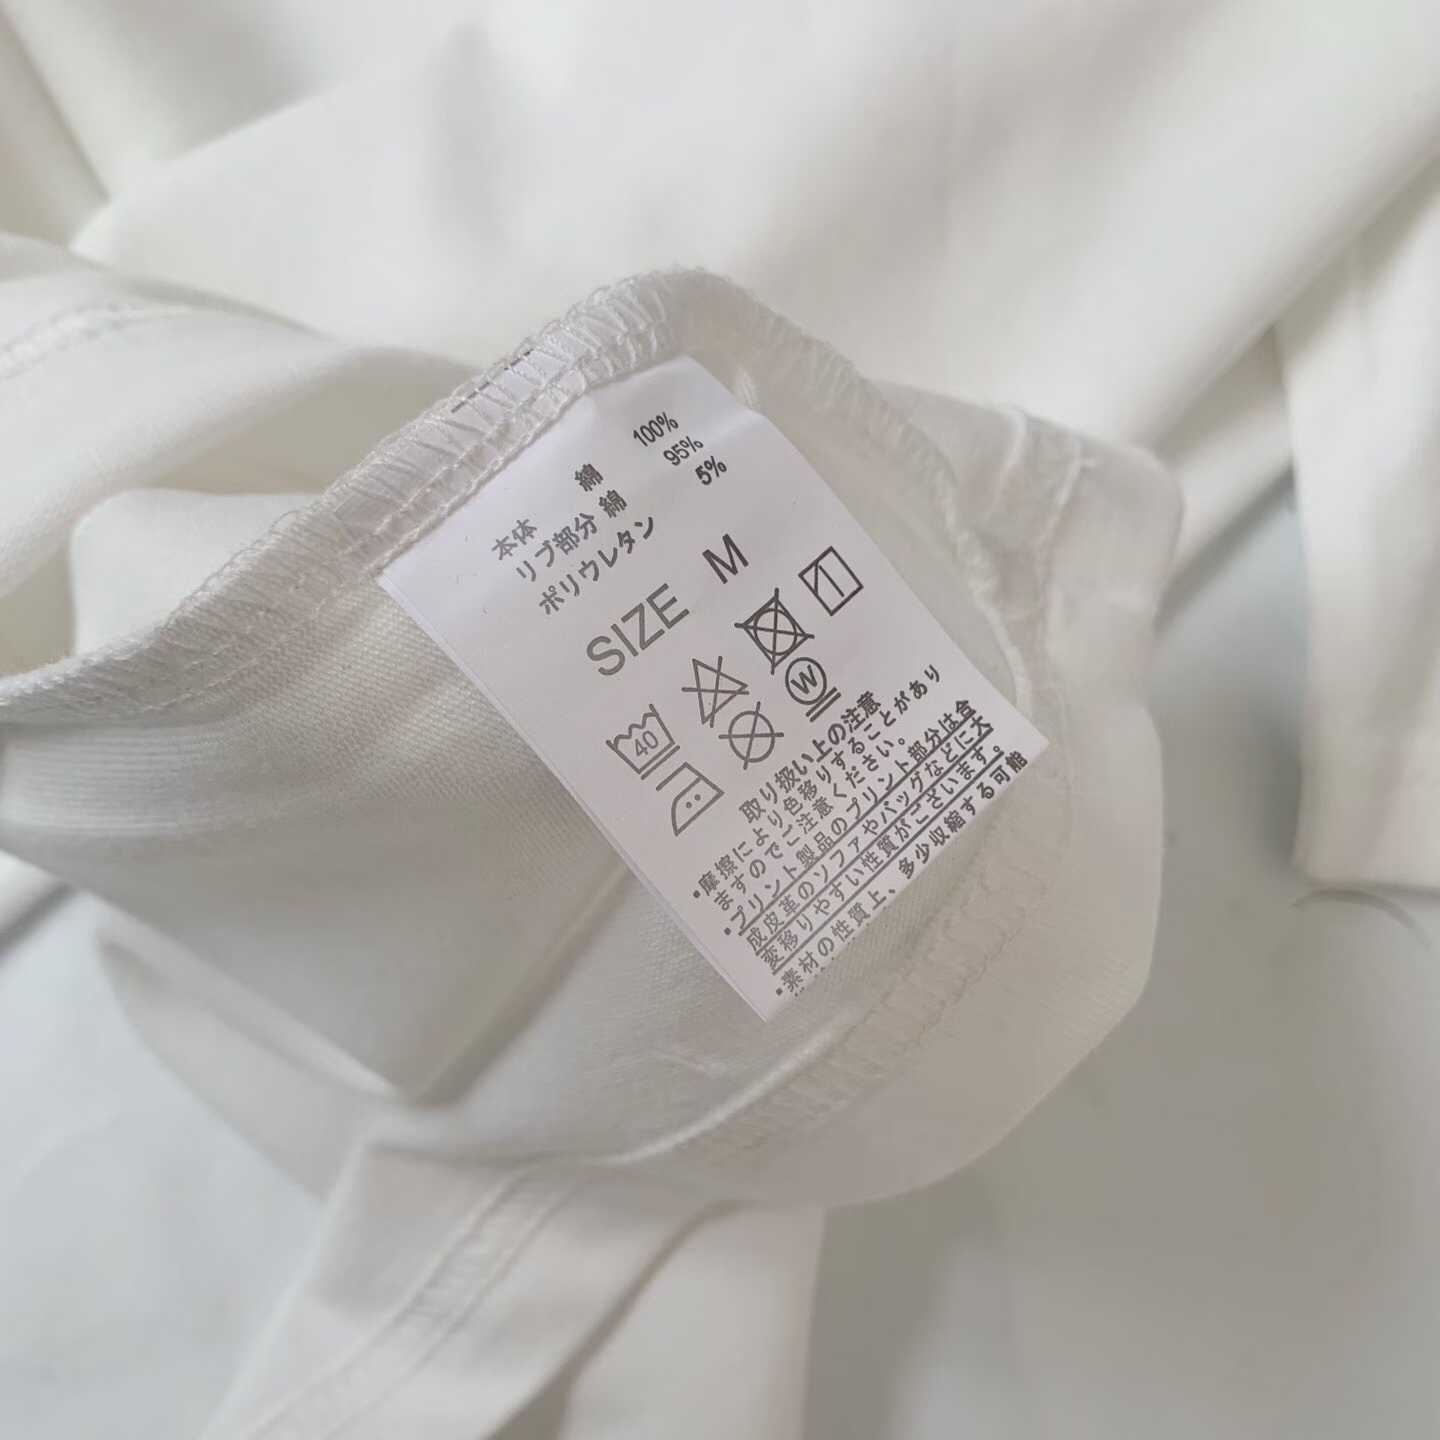 本体 綿 100%
リブ部分 綿 95%
ポリウレタン 5%
SIZE M
40
W
取り扱い上の注意
・摩擦により色移りすることがあり
ますのでご注意ください。
・プリント製品のプリント部分は合
成皮革のソファやバッグなどに大
変移りやすい性質がございます。
・素材の性質上、多少収縮する可能